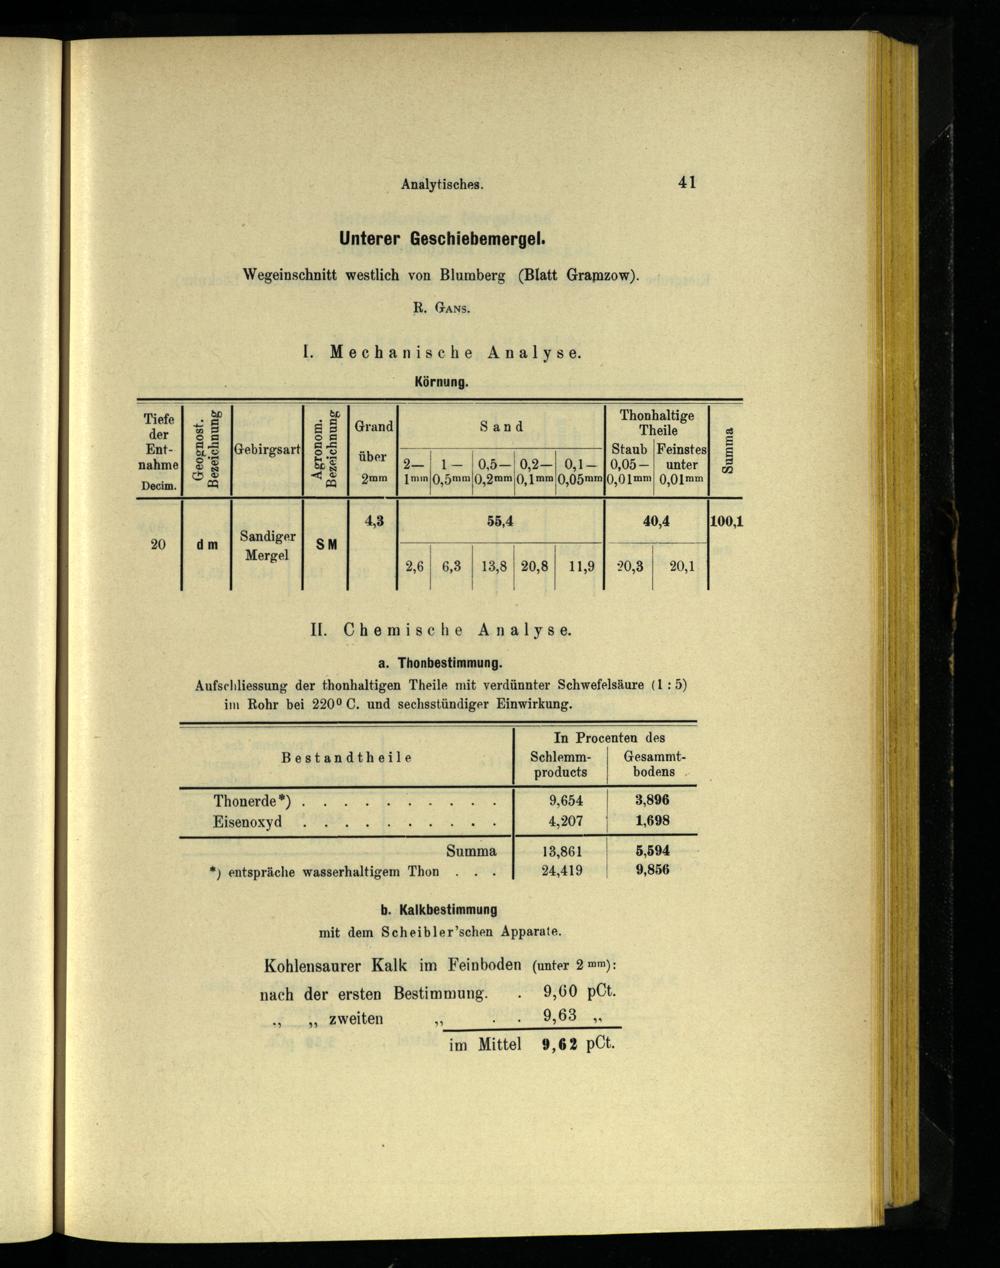 Analytisches. 41
Unterer Geschiebemergel.
Wegeinschnitt westlich von Blumberg (Blatt Gramzow).
R. GANS.
I. Mechanische Analyse.
Körnung.
Tiefe der Ent- nahme Decim. Geognost. Bezeichnung Gebirgsart Agronom. Bezeichnung Grand über 2mm Sand Thonhaltige Theile Summa
2— 1mm 1— 0,5mm 0,5— 0,2mm 0,2— 0,1mm 0,1— 0,05mm Staub 0,05— 0,01mm Feinstes unter 0,01mm
20 dm Sandiger Mergel SM 4,3 55,4 40,4 100,1
2,6 6,3 13,8 20,8 11,9 20,3 20,1
II. Chemische Analyse.
a. Thonbestimmung.
Aufschliessung der thonhaltigen Theile mit verdünnter Schwefelsäure (1 : 5)
im Rohr bei 220° C. und sechsstündiger Einwirkung.
Bestandtheile In Procenten des
Schlemm- products Gesammt- bodens
Thonerde*) . . . . . . . . . . 9,654 3,896
Eisenoxyd . . . . . . . . . . 4,207 1,698
Summa 13,861 5,594
*) entspräche wasserhaltigem Thon . . . 24,419 9,856
b. Kalkbestimmung
mit dem Scheibler'schen Apparate.
Kohlensaurer Kalk im Feinboden (unter 2 mm):
nach der ersten Bestimmung. . 9,60 pCt.
„ „ zweiten „ . . 9,63 „
im Mittel 9,62 pCt.